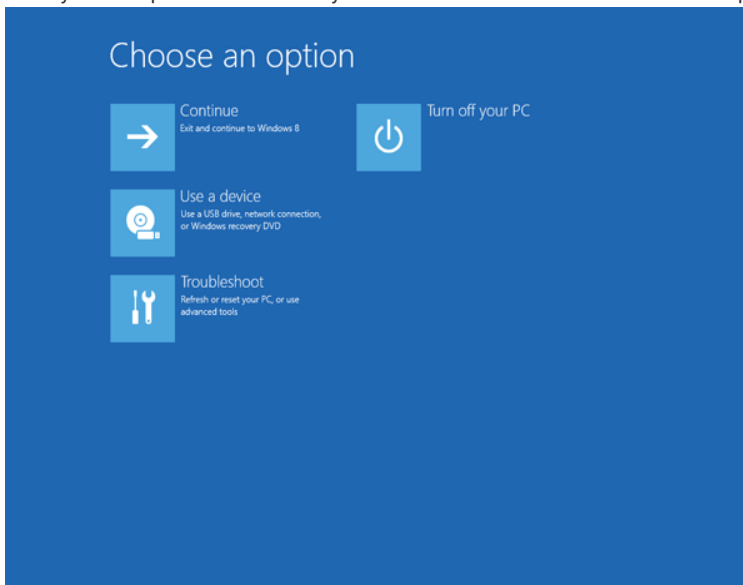 Choose an option
Continue
Exit and continue to Windows 8
Turn off your PC
Use a device
Use a USB drive, network connection,
or Windows recovery DVD
Troubleshoot
Refresh or reset your PC, or use
advanced tools